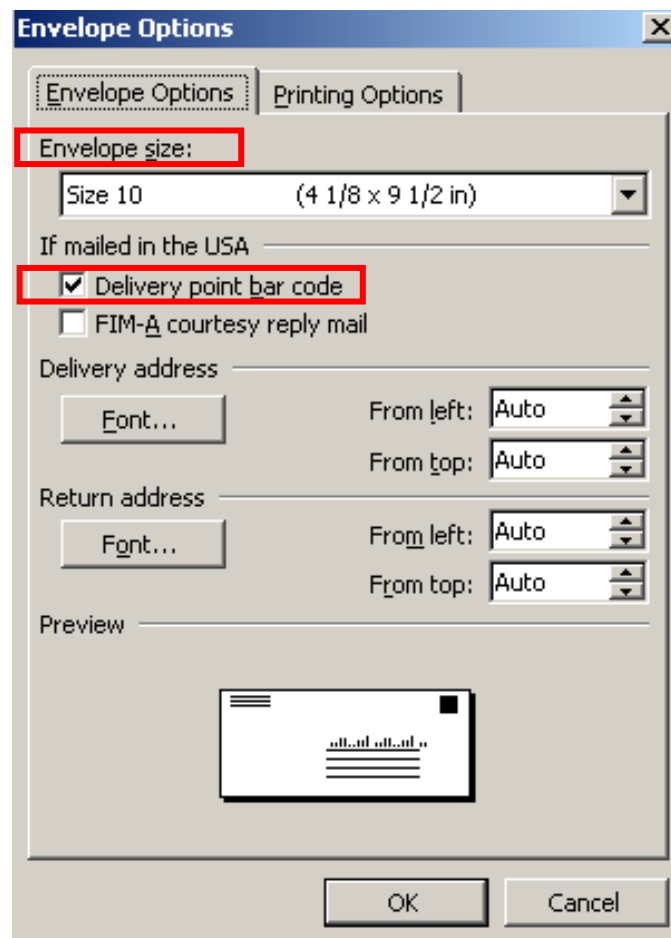 Envelope Options
Envelope Options Printing Options
Envelope size:
Size 10 (4 1/8 x 9 1/2 in)
If mailed in the USA
Delivery point bar code
FIM-A courtesy reply mail
Delivery address
Font... From left: Auto
From top: Auto
Return address
Font... From left: Auto
From top: Auto
Preview
OK Cancel